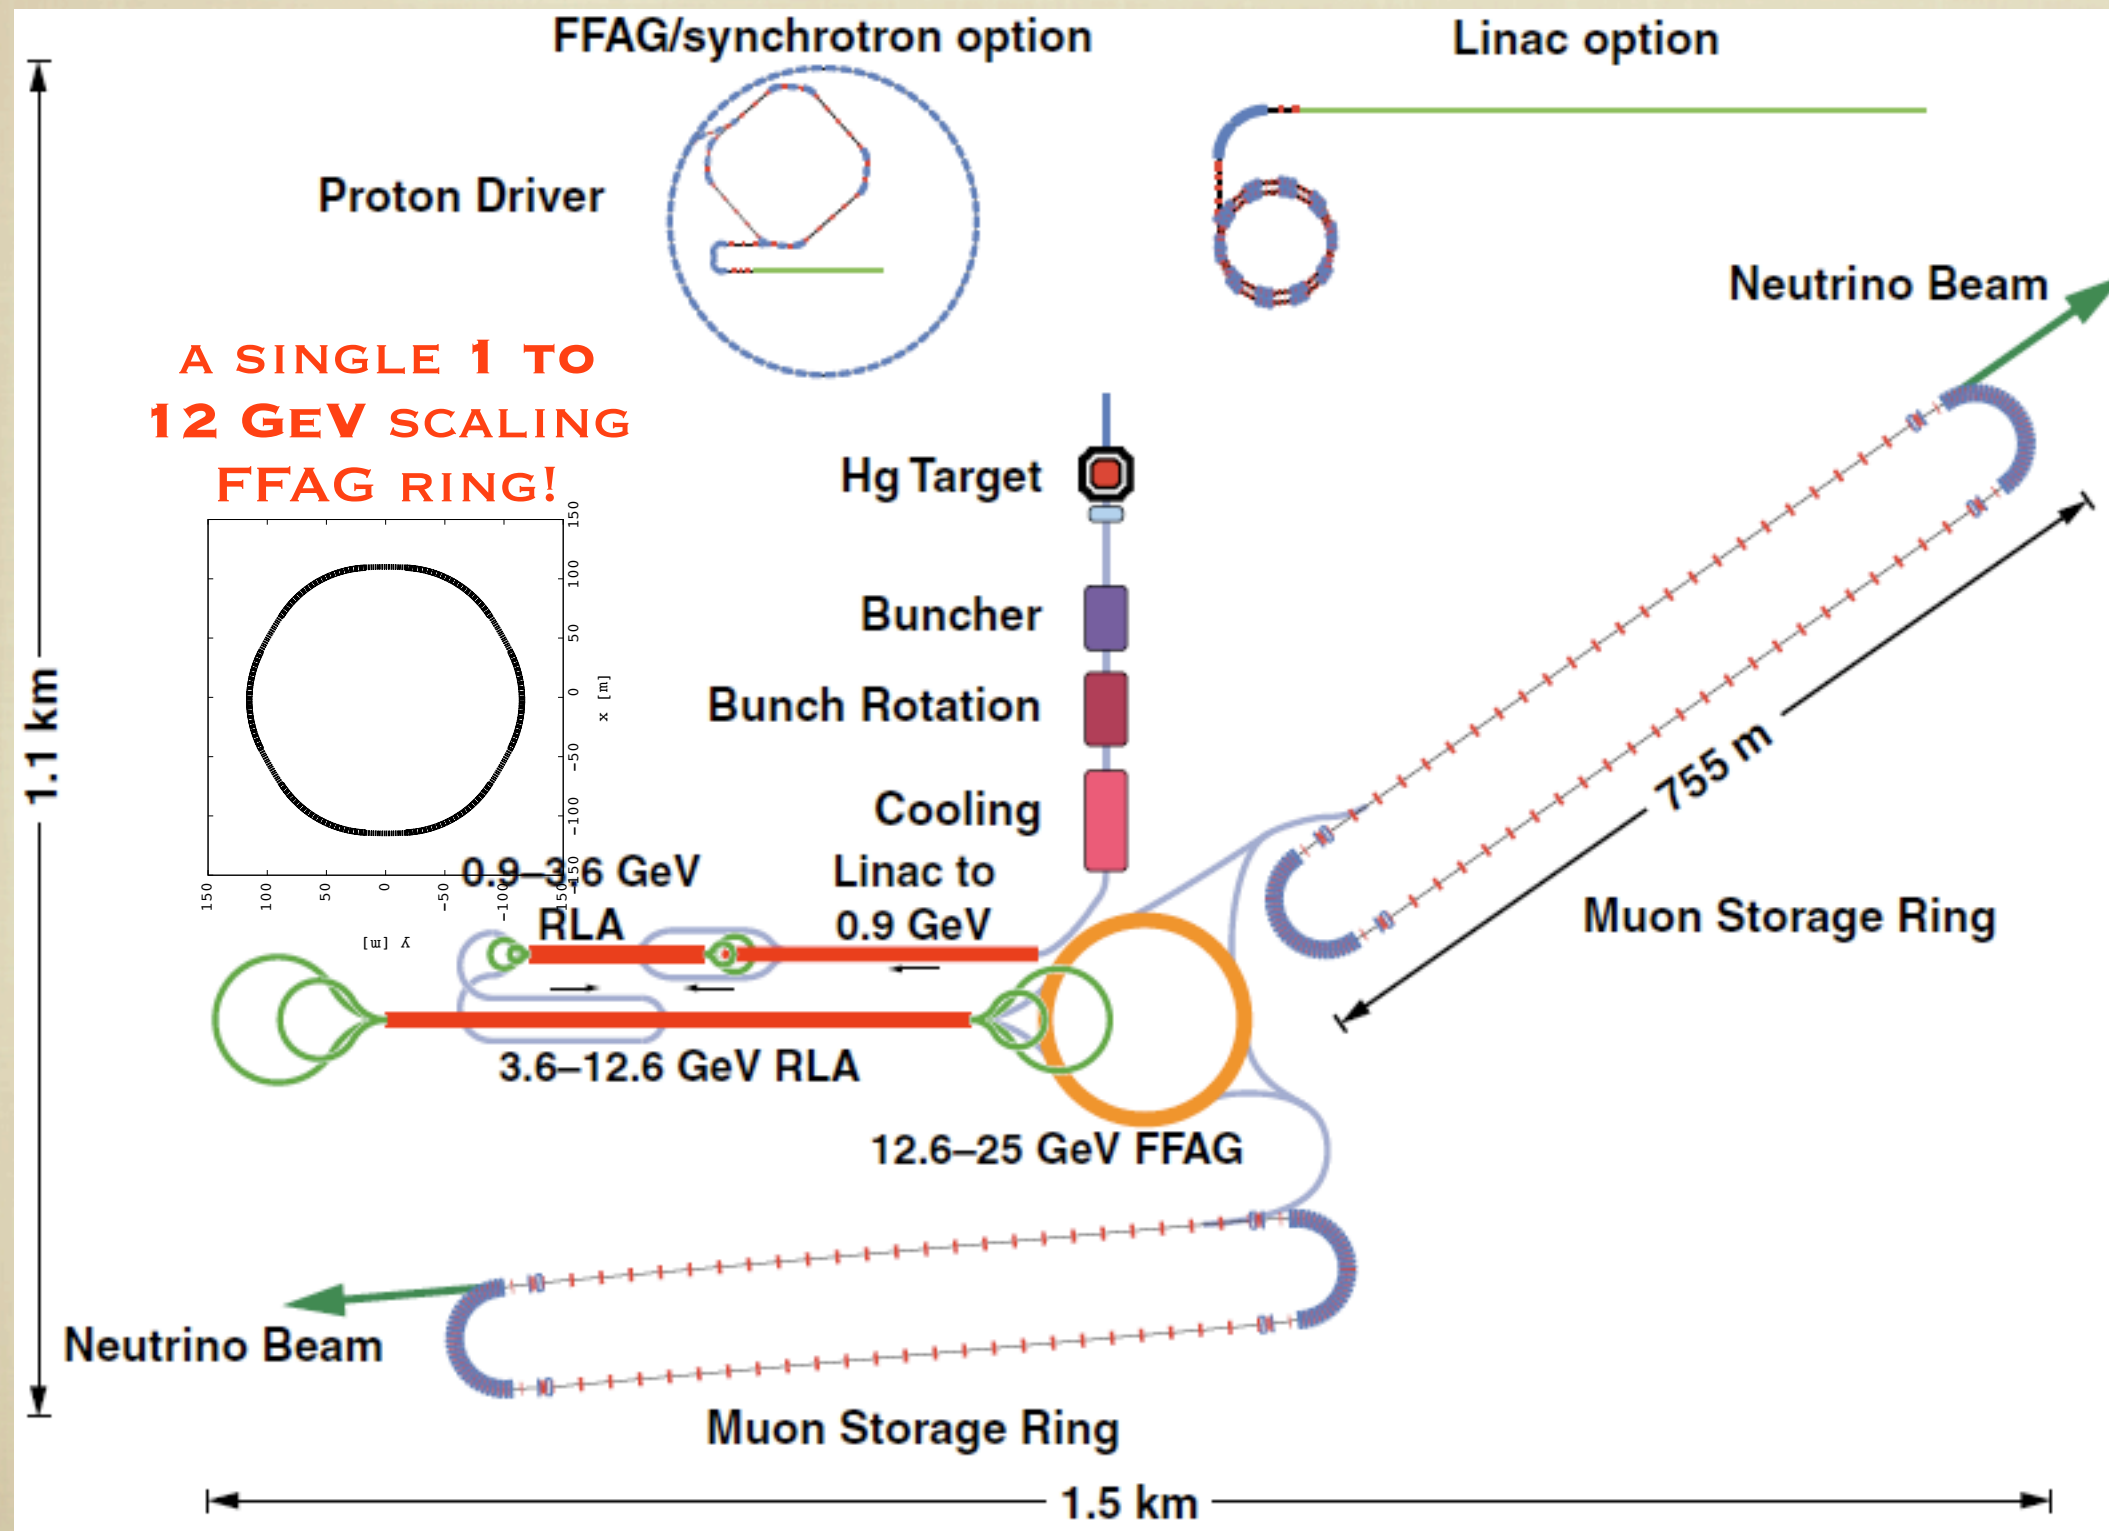 FFAG/synchrotron option
Linac option
Proton Driver
Neutrino Beam
A SINGLE 1 TO
12 GEV SCALING
FFAG RING!
Hg Target
Buncher
Bunch Rotation
Cooling
1.1 km
150
100
50
0
-50
-100
-150
x [m]
150
100
50
0
-50
-100
-150
y [m]
755 m
0.9–3.6 GeV
RLA
Linac to
0.9 GeV
Muon Storage Ring
3.6–12.6 GeV RLA
12.6–25 GeV FFAG
Neutrino Beam
Muon Storage Ring
1.5 km